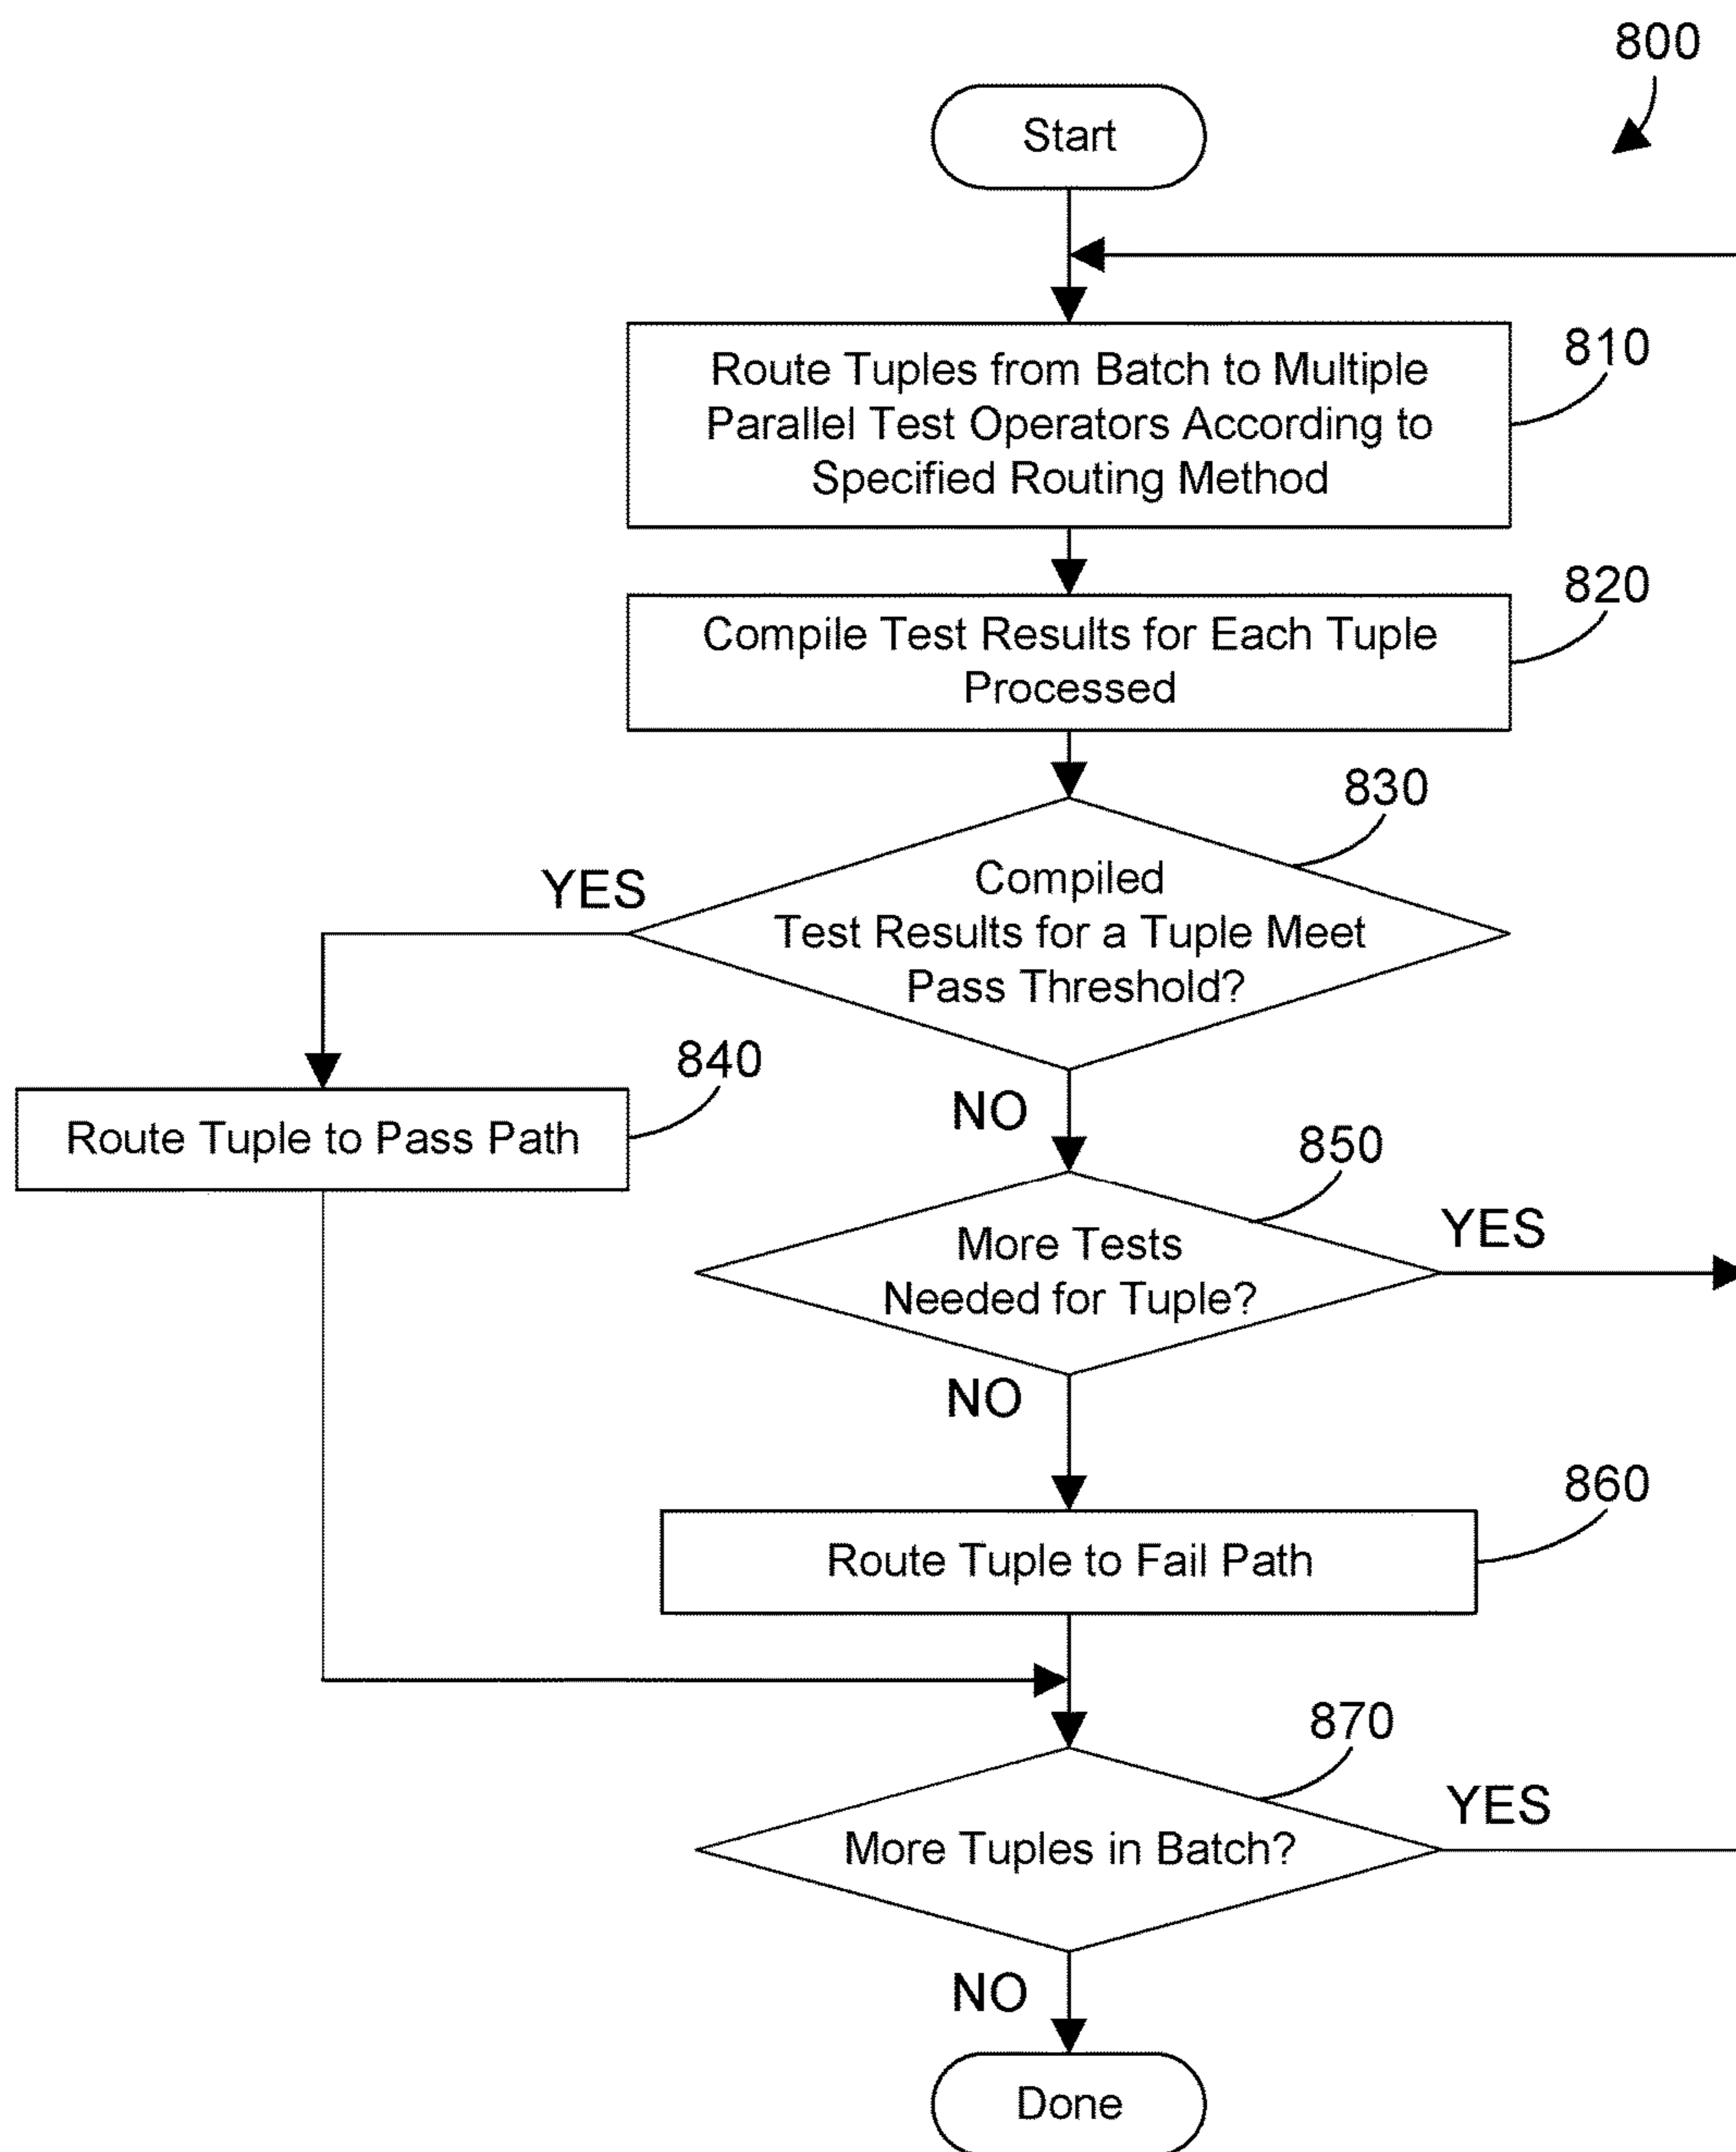 800
Start
Route Tuples from Batch to Multiple
Parallel Test Operators According to
Specified Routing Method
810
Compile Test Results for Each Tuple
Processed
820
830
Compiled
Test Results for a Tuple Meet
Pass Threshold?
YES
NO
840
Route Tuple to Pass Path
850
More Tests
Needed for Tuple?
YES
NO
860
Route Tuple to Fail Path
870
More Tuples in Batch?
YES
NO
Done